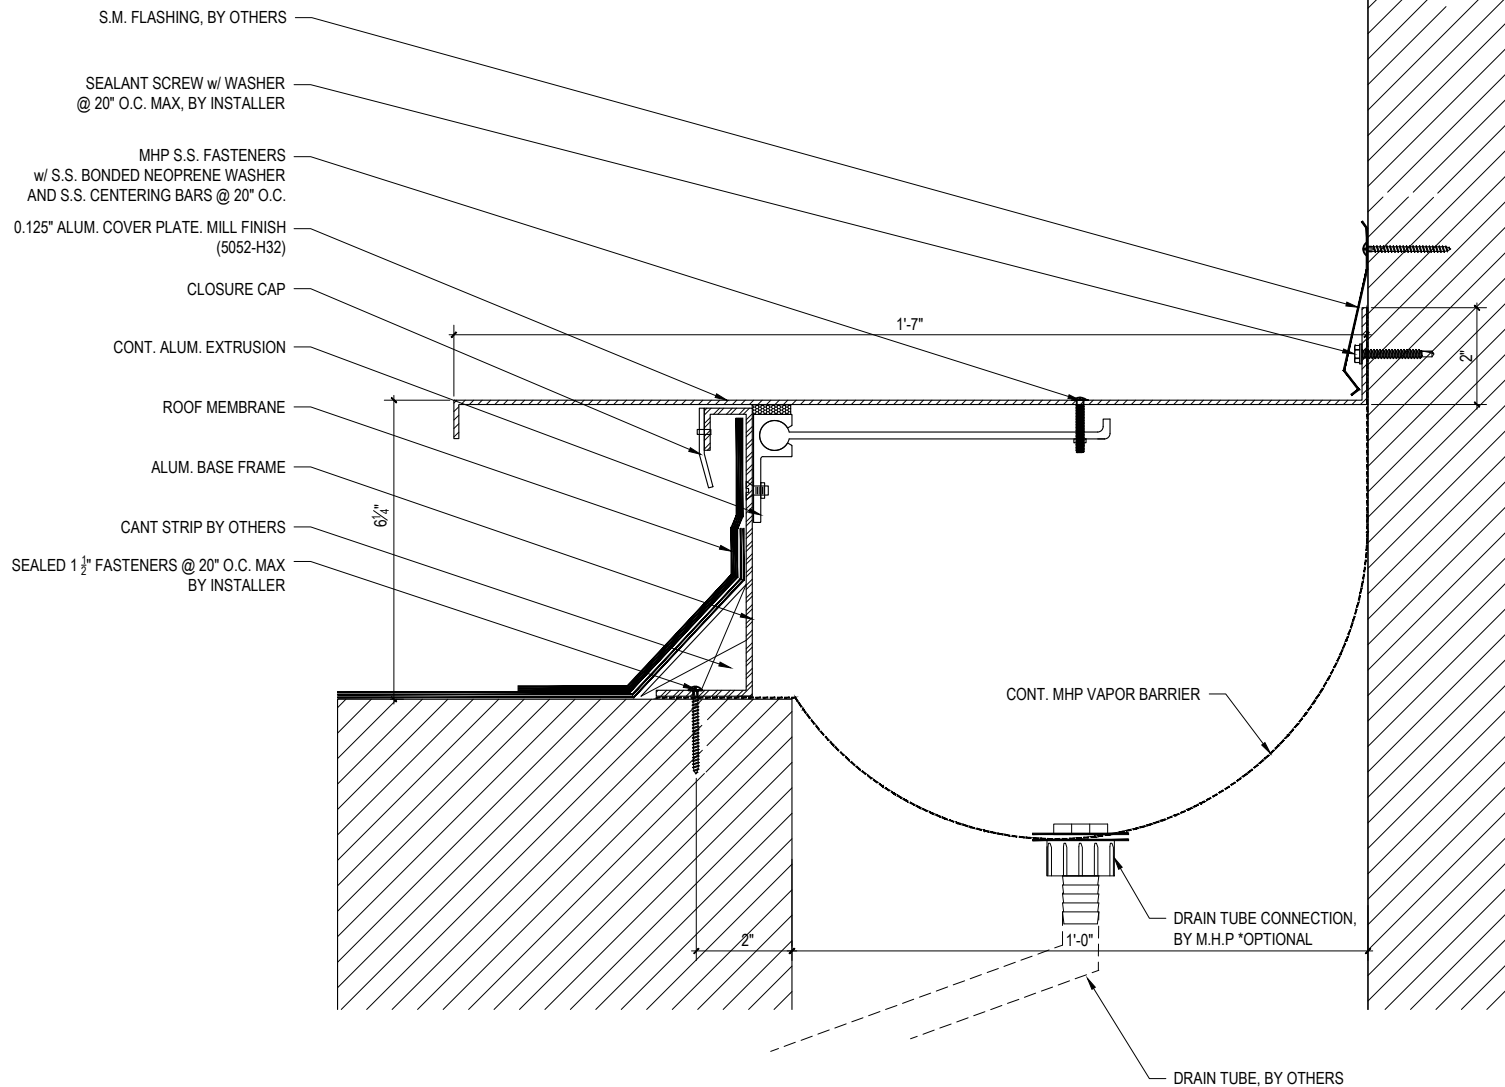 S.M. FLASHING, BY OTHERS
SEALANT SCREW w/ WASHER
@ 20" O.C. MAX, BY INSTALLER
MHP S.S. FASTENERS
w/ S.S. BONDED NEOPRENE WASHER
AND S.S. CENTERING BARS @ 20" O.C.
0.125" ALUM. COVER PLATE. MILL FINISH
(5052-H32)
CLOSURE CAP
CONT. ALUM. EXTRUSION
ROOF MEMBRANE
ALUM. BASE FRAME
CANT STRIP BY OTHERS
SEALED 1 1/2" FASTENERS @ 20" O.C. MAX
BY INSTALLER
1'-7"
2"
6 1/4"
CONT. MHP VAPOR BARRIER
DRAIN TUBE CONNECTION,
BY M.H.P *OPTIONAL
2"
1'-0"
DRAIN TUBE, BY OTHERS